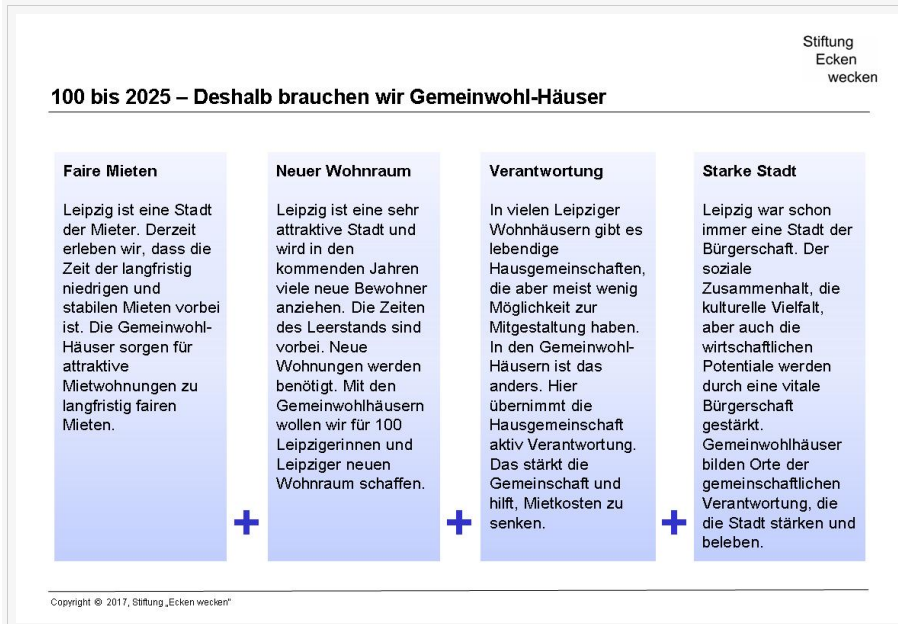 Stiftung
Ecken
wecken
100 bis 2025 – Deshalb brauchen wir Gemeinwohl-Häuser
Faire Mieten
Leipzig ist eine Stadt
der Mieter. Derzeit
erleben wir, dass die
Zeit der langfristig
niedrigen und
stabilen Mieten vorbei
ist. Die Gemeinwohl-
Häuser sorgen für
attraktive
Mietwohnungen zu
langfristig fairen
Mieten.
+
Neuer Wohnraum
Leipzig ist eine sehr
attraktive Stadt und
wird in den
kommenden Jahren
viele neue Bewohner
anziehen. Die Zeiten
des Leerstands sind
vorbei. Neue
Wohnungen werden
benötigt. Mit den
Gemeinwohlhäusern
wollen wir für 100
Leipzigerinnen und
Leipziger neuen
Wohnraum schaffen.
+
Verantwortung
In vielen Leipziger
Wohnhäusern gibt es
lebendige
Hausgemeinschaften,
die aber meist wenig
Möglichkeit zur
Mitgestaltung haben.
In den Gemeinwohl-
Häusern ist das
anders. Hier
übernimmt die
Hausgemeinschaft
aktiv Verantwortung.
Das stärkt die
Gemeinschaft und
hilft, Mietkosten zu
senken.
+
Starke Stadt
Leipzig war schon
immer eine Stadt der
Bürgerschaft. Der
soziale
Zusammenhalt, die
kulturelle Vielfalt,
aber auch die
wirtschaftlichen
Potentiale werden
durch eine vitale
Bürgerschaft
gestärkt.
Gemeinwohlhäuser
bilden Orte der
gemeinschaftlichen
Verantwortung, die
die Stadt stärken und
beleben.
Copyright © 2017, Stiftung „Ecken wecken“